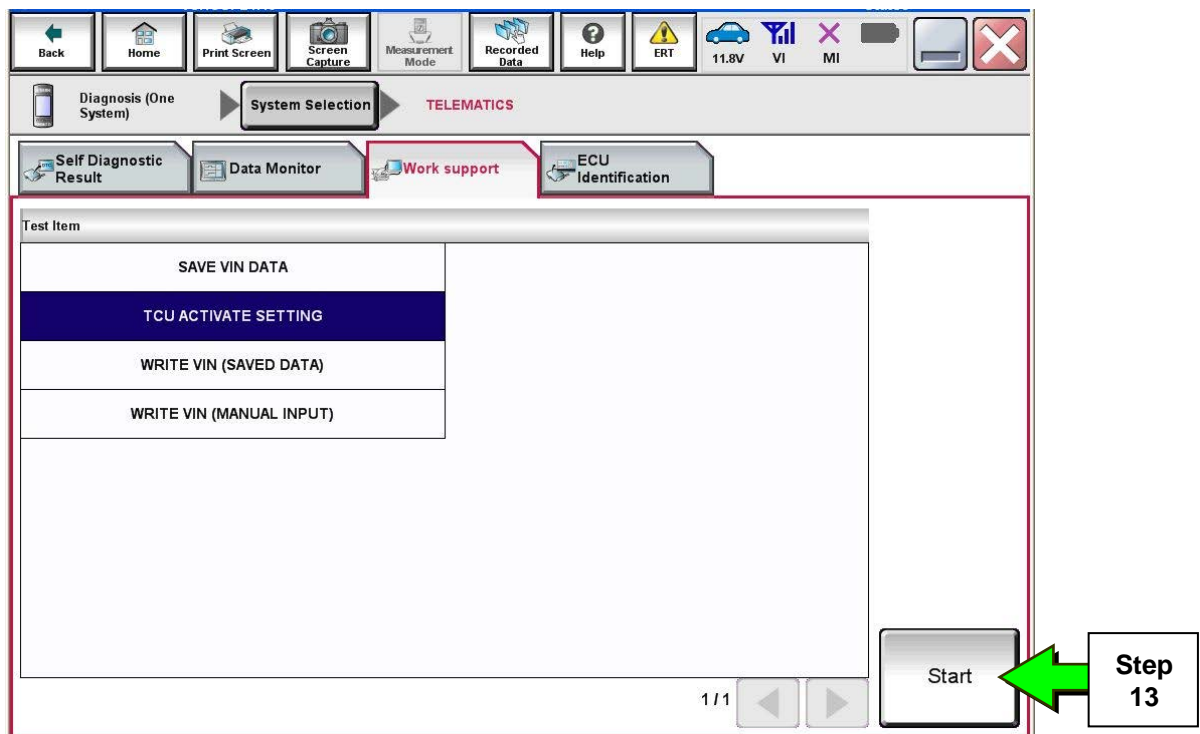 Back
Home
Print Screen
Screen
Capture
Measurement
Mode
Recorded
Data
Help
ERT
11.8V
VI
MI
Diagnosis (One
System)
System Selection
TELEMATICS
Self Diagnostic
Result
Data Monitor
Work support
ECU
Identification
Test Item
SAVE VIN DATA
TCU ACTIVATE SETTING
WRITE VIN (SAVED DATA)
WRITE VIN (MANUAL INPUT)
Start
Step
13
1/1